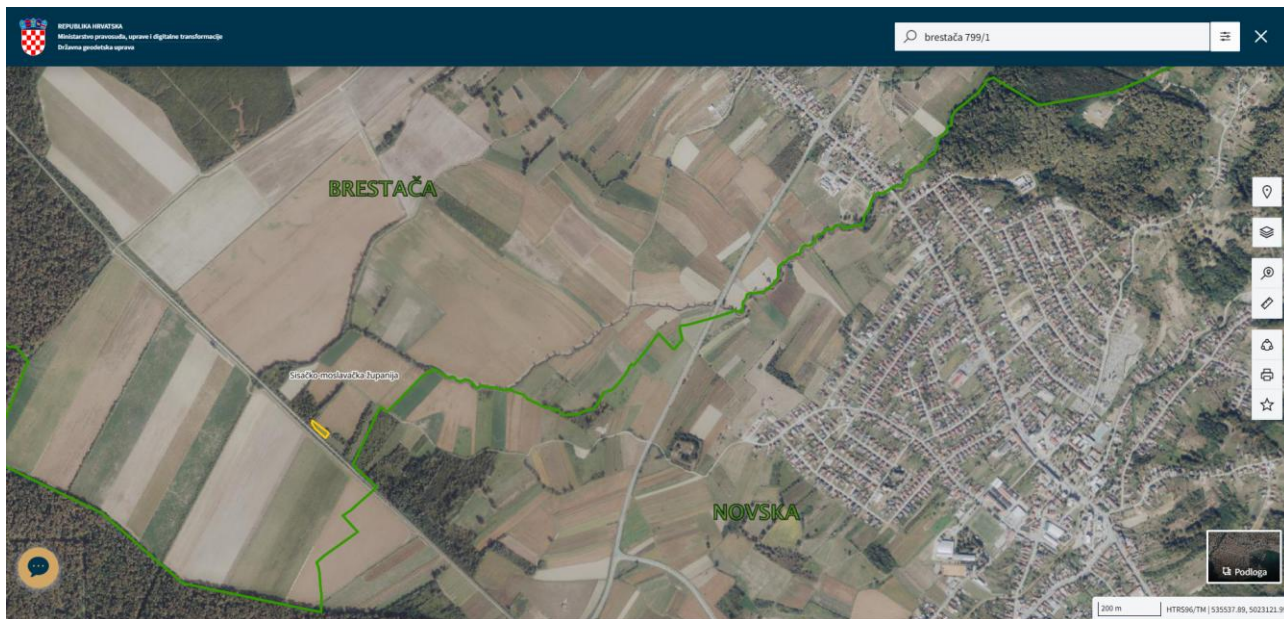 REPUBLIKA HRVATSKA
Ministarstvo pravosuđa, uprave i digitalne transformacije
Državna geodetska uprava
brestača 799/1
BRESTAČA
Sisačko-moslavačka županija
NOVSKA
Podloga
200 m
HTRS96/TM | 535537.89, 5023121.9